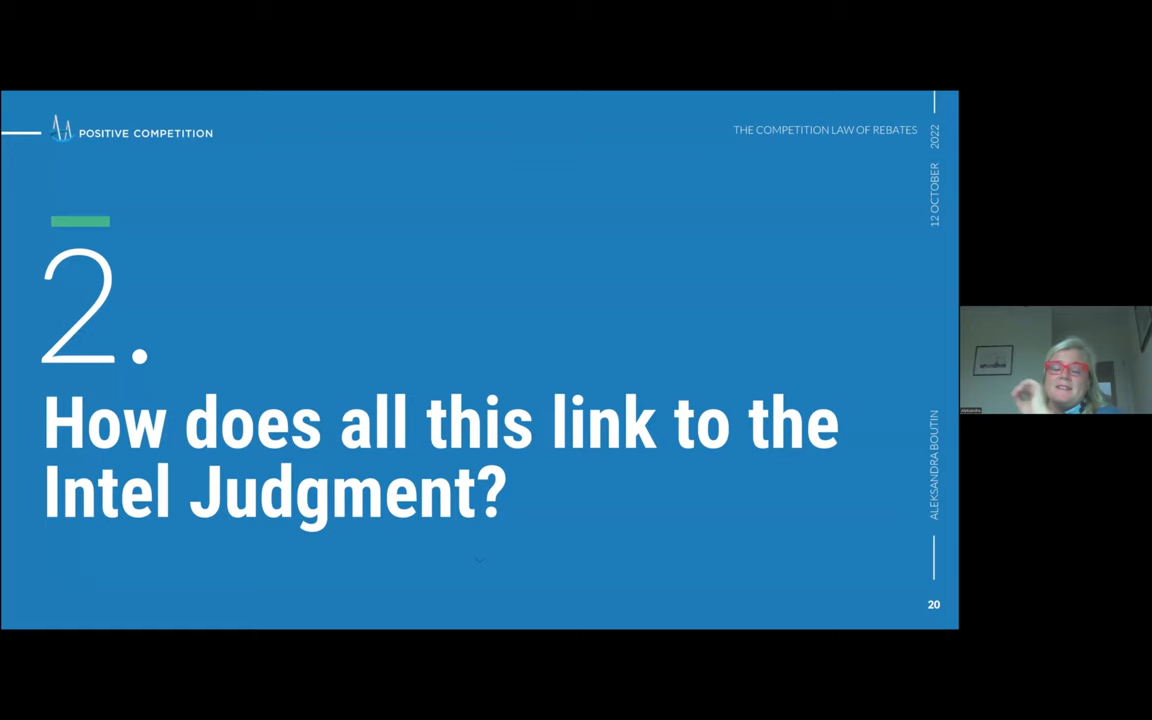 POSITIVE COMPETITION
THE COMPETITION LAW OF REBATES
12 OCTOBER 2022
2.
How does all this link to the
Intel Judgment?
ALEKSANDRA BOUTIN
Aleksandra
20